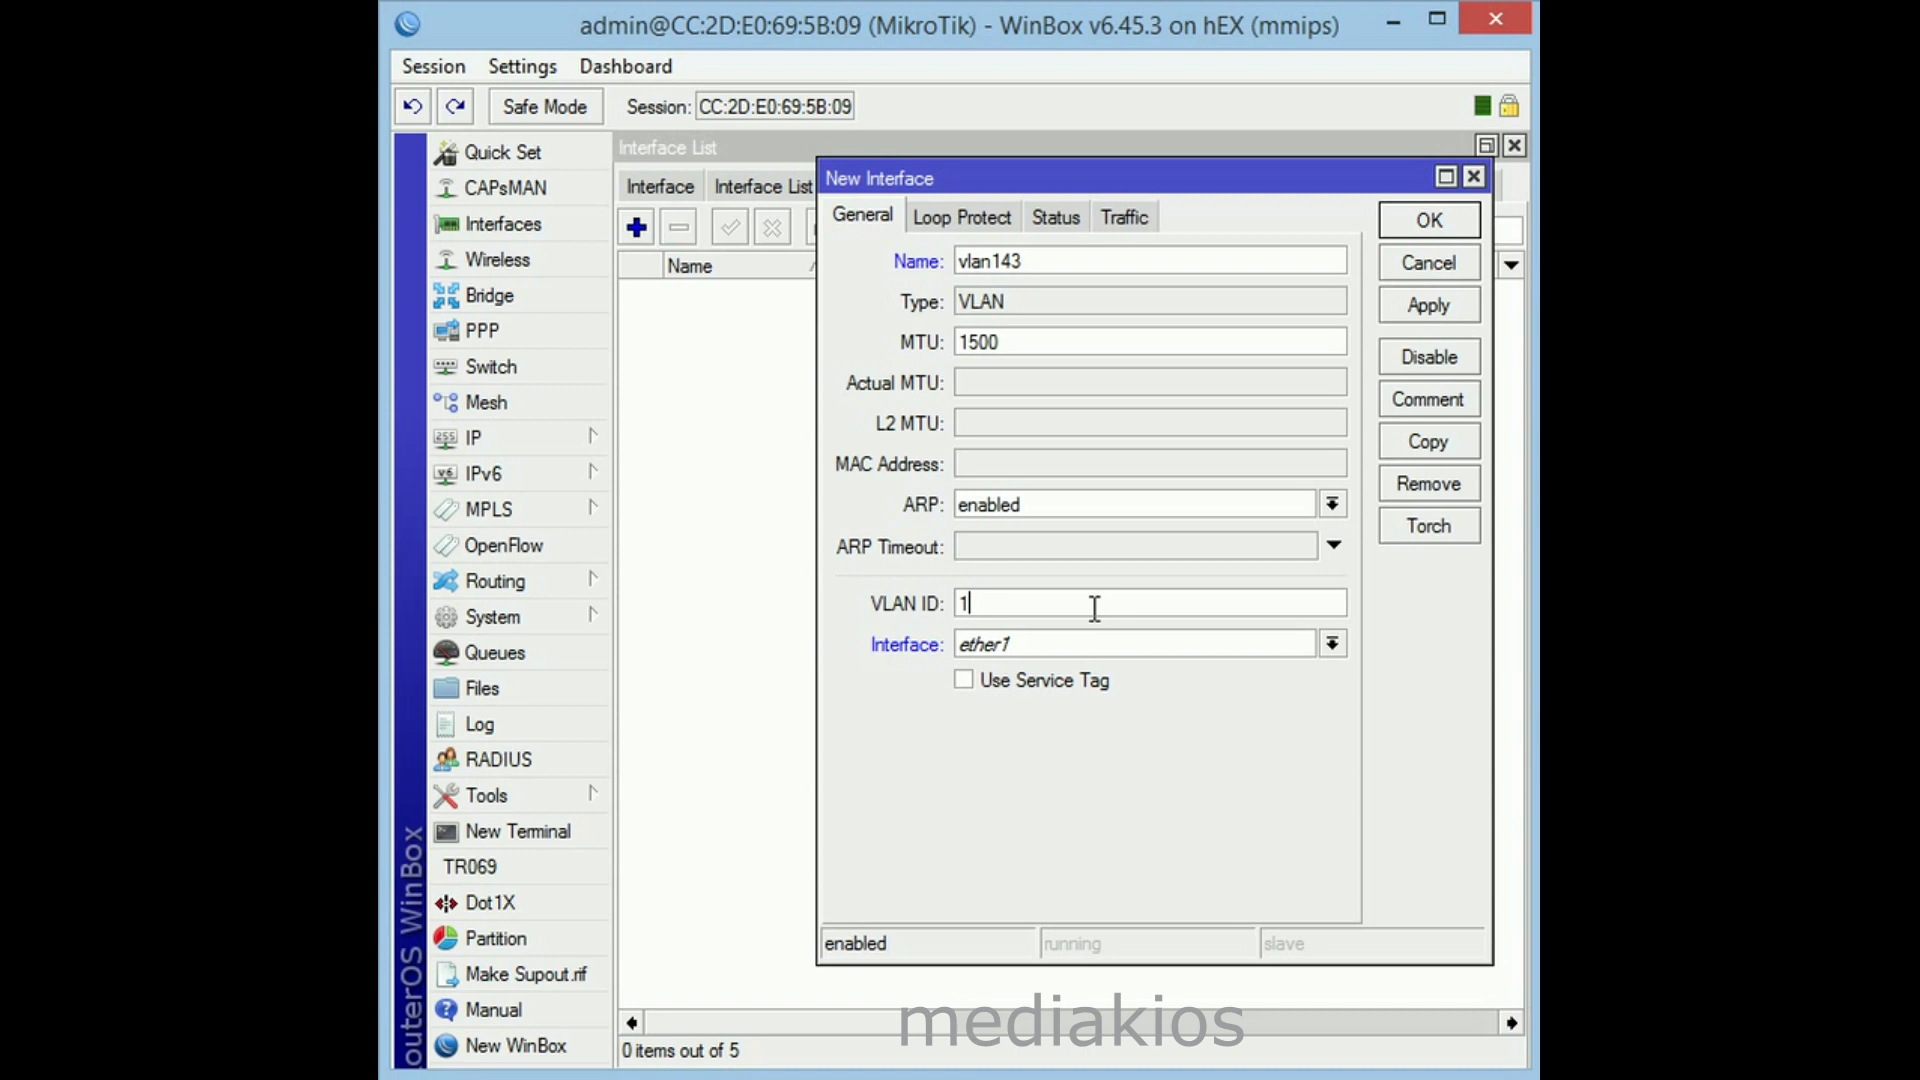 admin@CC:2D:E0:69:5B:09 (MikroTik) - WinBox v6.45.3 on hEX (mmips)
Session Settings Dashboard
Safe Mode Session: CC:2D:E0:69:5B:09
Quick Set
CAPsMAN
Interfaces
Wireless
Bridge
PPP
Switch
Mesh
IP
IPv6
MPLS
OpenFlow
Routing
System
Queues
Files
Log
RADIUS
Tools
New Terminal
TR069
Dot1X
Partition
Make Supout.rif
Manual
New WinBox
outerOS WinBox
Interface List
Interface Interface List
Name
0 items out of 5
New Interface
General Loop Protect Status Traffic
Name: vlan143
Type: VLAN
MTU: 1500
Actual MTU:
L2 MTU:
MAC Address:
ARP: enabled
ARP Timeout:
VLAN ID: 1
Interface: ether1
Use Service Tag
OK
Cancel
Apply
Disable
Comment
Copy
Remove
Torch
enabled running slave
mediakios